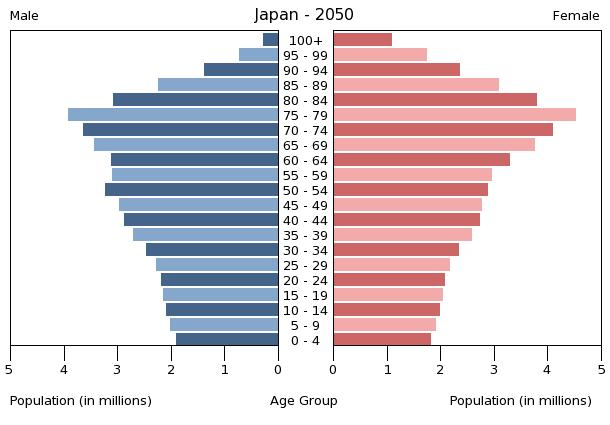 Male Japan - 2050 Female
100+
95 - 99
90 - 94
85 - 89
80 - 84
75 - 79
70 - 74
65 - 69
60 - 64
55 - 59
50 - 54
45 - 49
40 - 44
35 - 39
30 - 34
25 - 29
20 - 24
15 - 19
10 - 14
5 - 9
0 - 4
5 4 3 2 1 0 0 1 2 3 4 5
Population (in millions) Age Group Population (in millions)